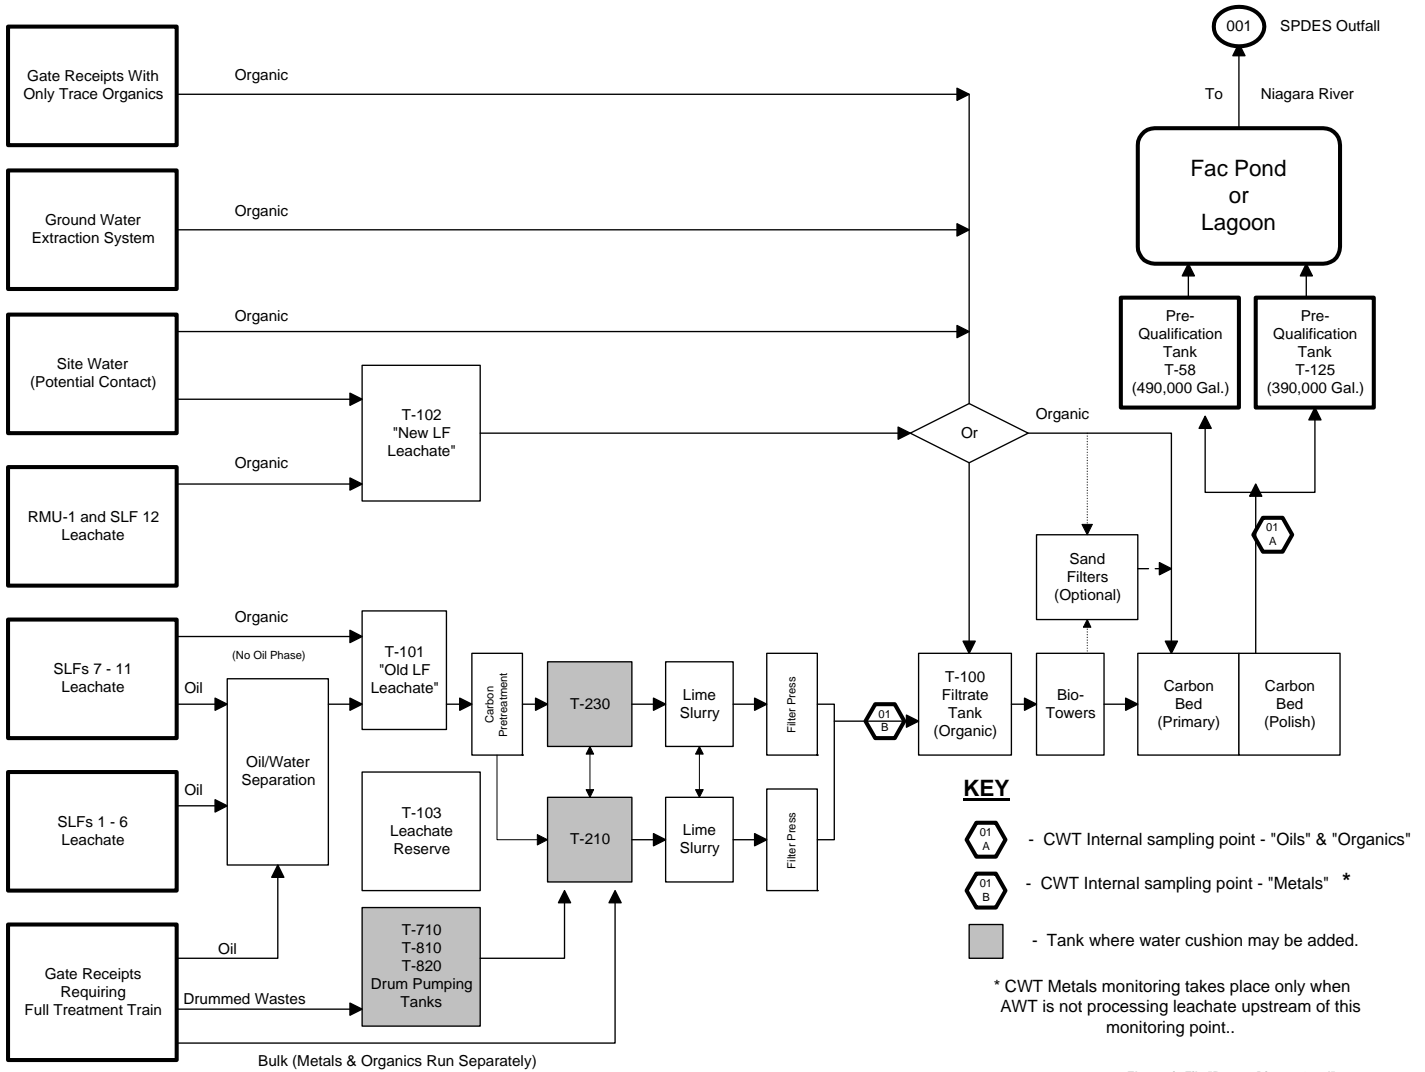 001
SPDES Outfall
Gate Receipts With
Only Trace Organics
Organic
To
Niagara River
Fac Pond
or
Lagoon
Ground Water
Extraction System
Organic
Site Water
(Potential Contact)
Organic
Pre-
Qualification
Tank
T-58
(490,000 Gal.)
Pre-
Qualification
Tank
T-125
(390,000 Gal.)
T-102
"New LF
Leachate"
Or
Organic
RMU-1 and SLF 12
Leachate
Organic
01
A
Sand
Filters
(Optional)
SLFs 7 - 11
Leachate
Organic
(No Oil Phase)
Oil
T-101
"Old LF
Leachate"
Carbon
Pretreatment
T-230
Lime
Slurry
Filter Press
01
B
T-100
Filtrate
Tank
(Organic)
Bio-
Towers
Carbon
Bed
(Primary)
Carbon
Bed
(Polish)
Oil/Water
Separation
SLFs 1 - 6
Leachate
Oil
T-103
Leachate
Reserve
T-210
Lime
Slurry
Filter Press
Gate Receipts
Requiring
Full Treatment Train
Oil
Drummed Wastes
T-710
T-810
T-820
Drum Pumping
Tanks
Bulk (Metals & Organics Run Separately)
KEY
01
A
- CWT Internal sampling point - "Oils" & "Organics"
01
B
- CWT Internal sampling point - "Metals" *
- Tank where water cushion may be added.
* CWT Metals monitoring takes place only when
AWT is not processing leachate upstream of this
monitoring point..